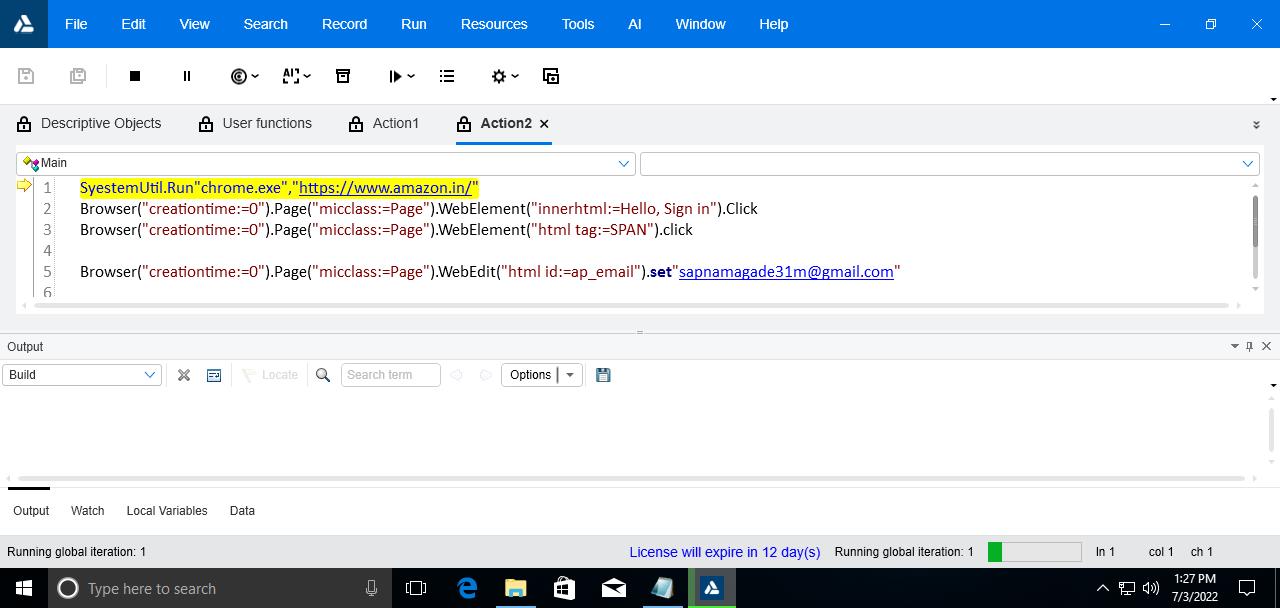 File Edit View Search Record Run Resources Tools AI Window Help
AI
Descriptive Objects User functions Action1 Action2
Main
1 SyestemUtil.Run"chrome.exe","https://www.amazon.in/"
2 Browser("creationtime:=0").Page("micclass:=Page").WebElement("innerhtml:=Hello, Sign in").Click
3 Browser("creationtime:=0").Page("micclass:=Page").WebElement("html tag:=SPAN").click
4
5 Browser("creationtime:=0").Page("micclass:=Page").WebEdit("html id:=ap_email").set"sapnamagade31m@gmail.com"
6
Output
Build Locate Search term Options
Output Watch Local Variables Data
Running global iteration: 1 License will expire in 12 day(s) Running global iteration: 1 ln 1 col 1 ch 1
Type here to search
1:27 PM
7/3/2022